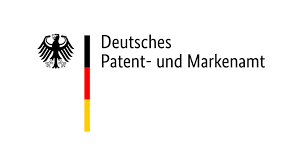 Deutsches
Patent- und Markenamt